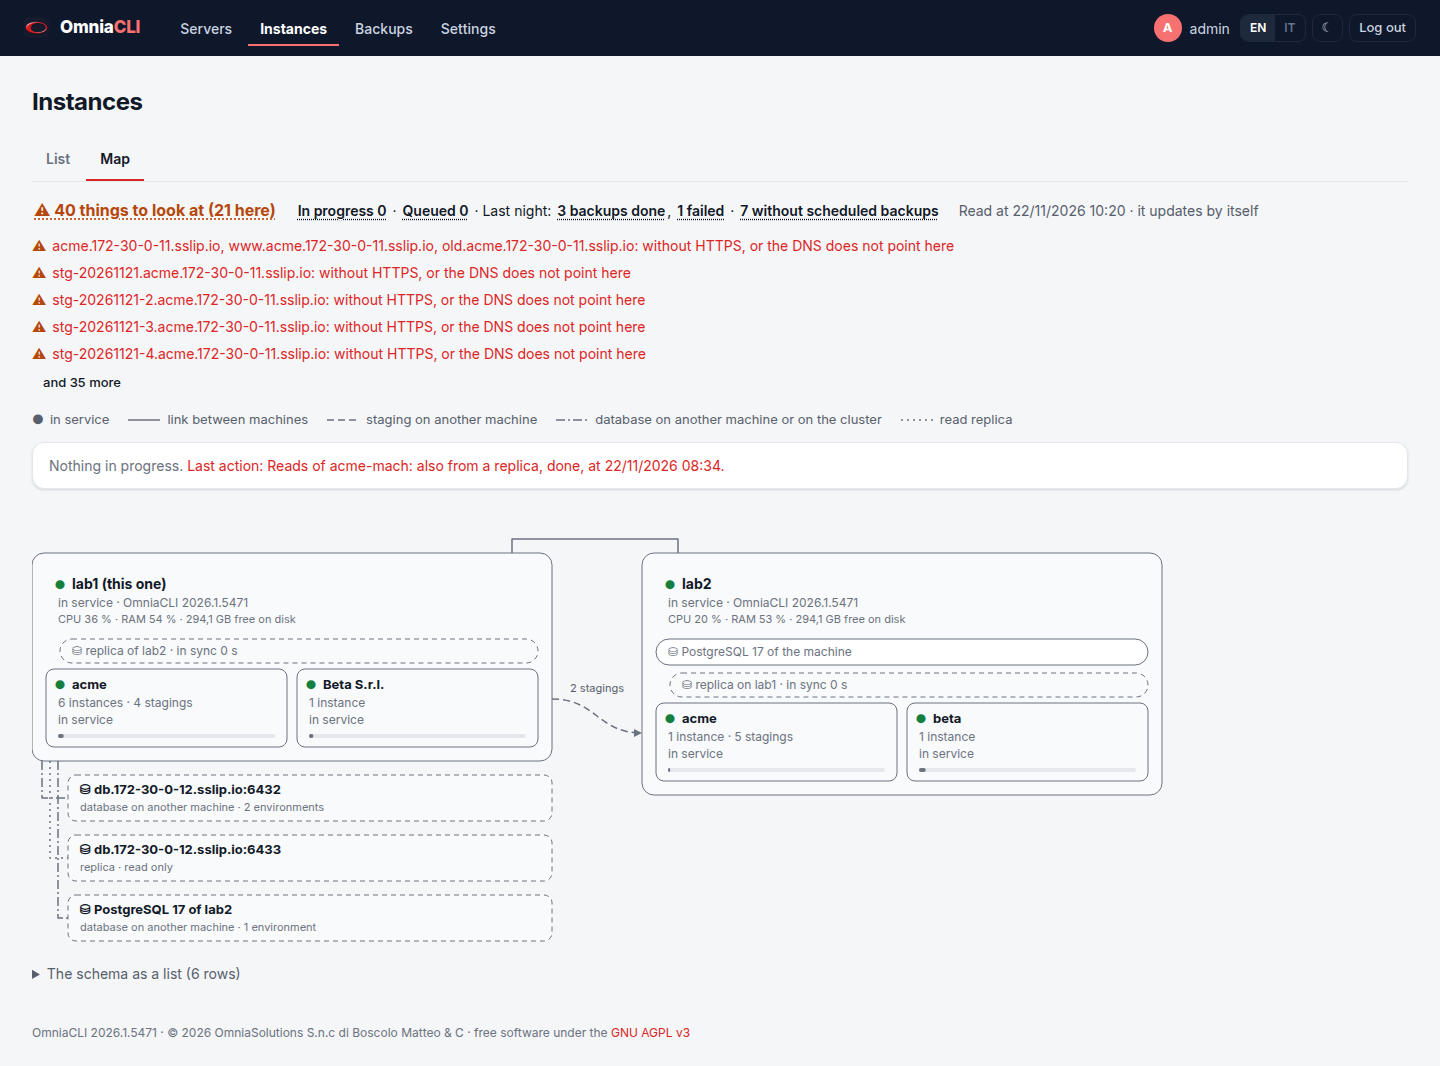 OmniaCLI Servers Instances Backups Settings A admin EN IT Log out
Instances
List Map
40 things to look at (21 here) In progress 0 · Queued 0 · Last night: 3 backups done, 1 failed · 7 without scheduled backups Read at 22/11/2026 10:20 · it updates by itself
acme.172-30-0-11.sslip.io, www.acme.172-30-0-11.sslip.io, old.acme.172-30-0-11.sslip.io: without HTTPS, or the DNS does not point here
stg-20261121.acme.172-30-0-11.sslip.io: without HTTPS, or the DNS does not point here
stg-20261121-2.acme.172-30-0-11.sslip.io: without HTTPS, or the DNS does not point here
stg-20261121-3.acme.172-30-0-11.sslip.io: without HTTPS, or the DNS does not point here
stg-20261121-4.acme.172-30-0-11.sslip.io: without HTTPS, or the DNS does not point here
and 35 more
in service link between machines staging on another machine database on another machine or on the cluster read replica
Nothing in progress. Last action: Reads of acme-mach: also from a replica, done, at 22/11/2026 08:34.
lab1 (this one)
in service · OmniaCLI 2026.1.5471
CPU 36 % · RAM 54 % · 294,1 GB free on disk
replica of lab2 · in sync 0 s
acme
6 instances · 4 stagings
in service
Beta S.r.l.
1 instance
in service
2 stagings
lab2
in service · OmniaCLI 2026.1.5471
CPU 20 % · RAM 53 % · 294,1 GB free on disk
PostgreSQL 17 of the machine
replica on lab1 · in sync 0 s
acme
1 instance · 5 stagings
in service
beta
1 instance
in service
db.172-30-0-12.sslip.io:6432
database on another machine · 2 environments
db.172-30-0-12.sslip.io:6433
replica · read only
PostgreSQL 17 of lab2
database on another machine · 1 environment
The schema as a list (6 rows)
OmniaCLI 2026.1.5471 · © 2026 OmniaSolutions S.n.c di Boscolo Matteo & C · free software under the GNU AGPL v3